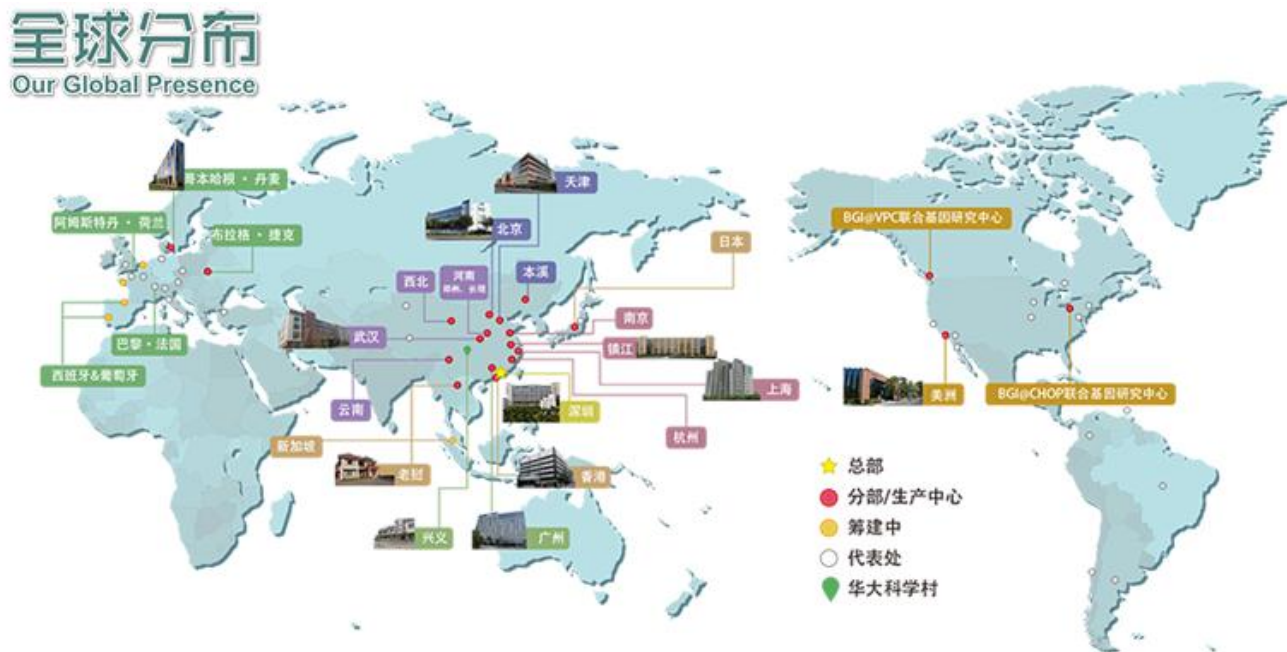 全球分布
Our Global Presence
哥本哈根・丹麦
天津
阿姆斯特丹・荷兰
布拉格・捷克
北京
日本
BGI@VPC联合基因研究中心
西北
河南
郑州、长垣
本溪
武汉
南京
镇江
巴黎・法国
西班牙&葡萄牙
上海
美洲
BGI@CHOP联合基因研究中心
云南
深圳
杭州
新加坡
老挝
香港
兴义
广州
总部
分部/生产中心
筹建中
代表处
华大科学村